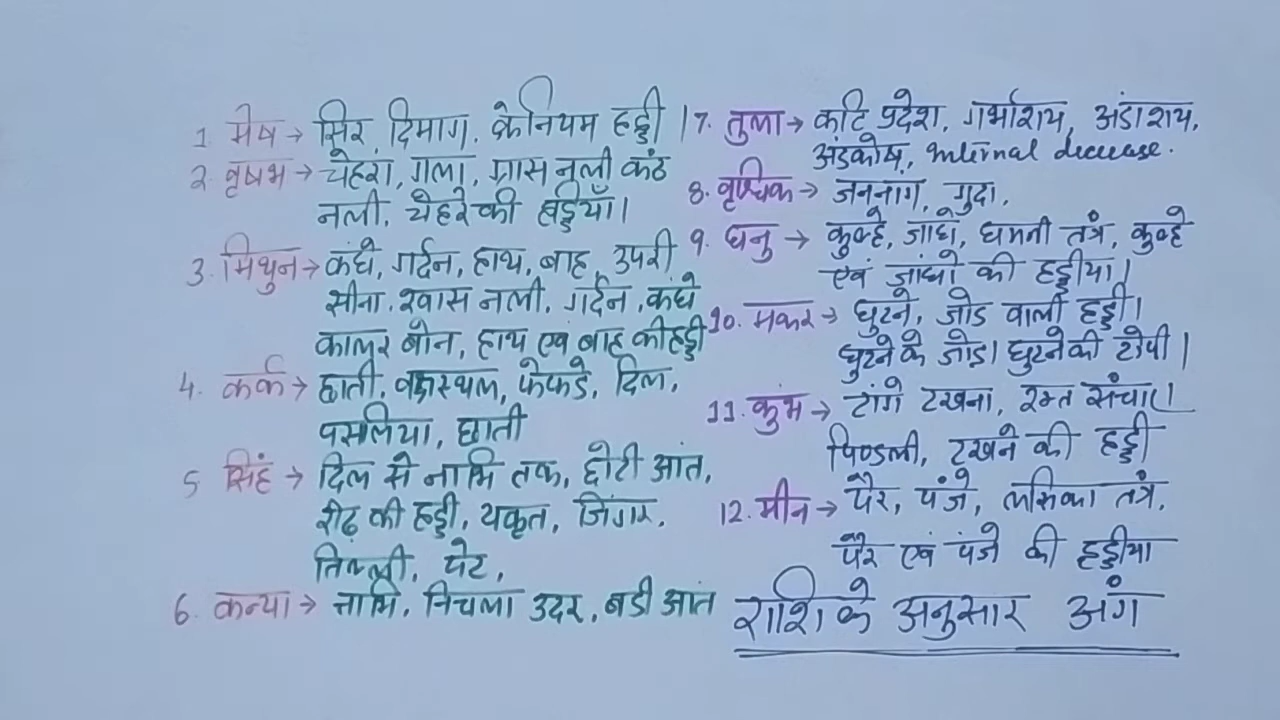 1. मेष → सिर, दिमाग, क्रेनियम हड्डी।
2. वृषभ → चेहरा, गला, ग्रास नली कंठ
नली, चेहरे की हड्डियाँ।
3. मिथुन → कंधे, गर्दन, हाथ, बाह, उपरी
सीना. श्वास नली, गर्दन, कंधे
कालर बोन, हाथ एवं बाह की हड्डी
4. कर्क → छाती, वक्षस्थल, फेफडे, दिल,
पसलिया, छाती
5 सिंह → दिल से नाभि तक, छोटी आंत,
रीढ़ की हड्डी, यकृत, जिगर,
तिल्ली, पेट,
6. कन्या → नाभि, निचला उदर, बडी आंत
7. तुला → कटि प्रदेश, गर्भाशय, अंडाशय,
अंडकोष, Internal decease.
8. वृश्चिक → जननांग, गुदा,
9. धनु → कुल्हे, जांघे, धमनी तंत्र, कुल्हे
एवं जांघो की हड्डीया।
10. मकर → घुटने, जोड वाली हड्डी।
घुटने के जोड़। घुटने की टोपी।
11. कुंभ → टांगे टखना, रक्त संचार।
पिण्डली, टखने की हड्डी
12. मीन → पैर, पंजे, लसिका तंत्र,
पैर एवं पंजे की हड्डीया
राशि के अनुसार अंग